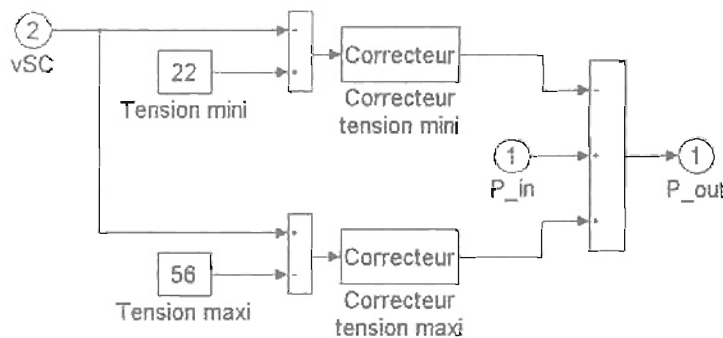 2
vSC
22
Tension mini
Correcteur
Correcteur
tension mini
1
P_in
1
P_out
56
Tension maxi
Correcteur
Correcteur
tension maxi